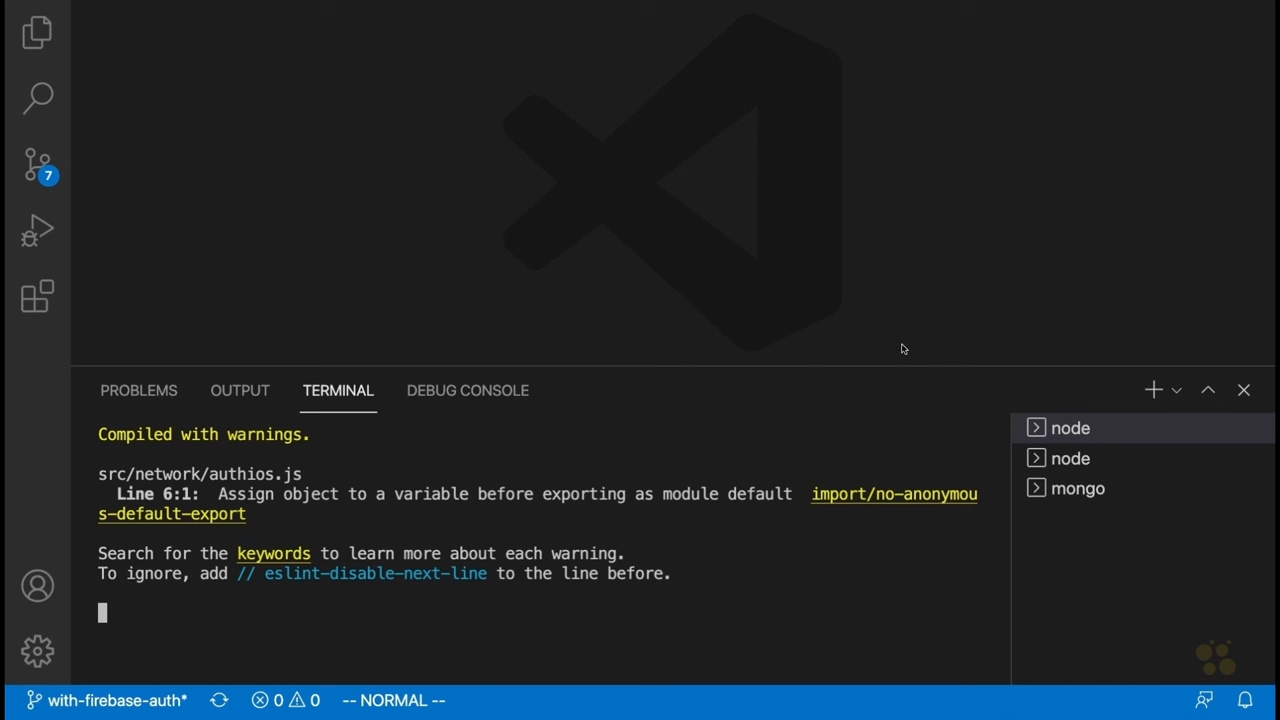 7
PROBLEMS OUTPUT TERMINAL DEBUG CONSOLE
Compiled with warnings.
src/network/authios.js
Line 6:1: Assign object to a variable before exporting as module default import/no-anonymou
s-default-export
Search for the keywords to learn more about each warning.
To ignore, add // eslint-disable-next-line to the line before.
node
node
mongo
with-firebase-auth* 0 0 -- NORMAL --